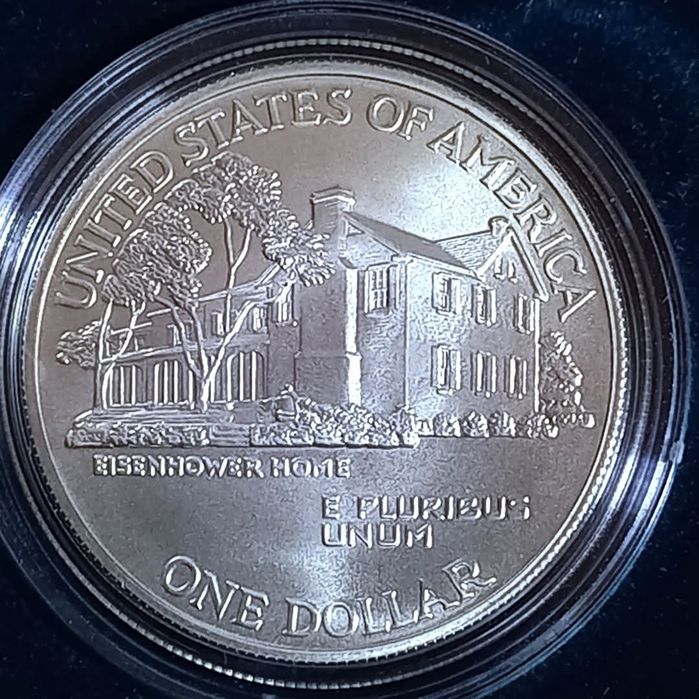 UNITED STATES OF AMERICA
EISENHOWER HOME
E PLURIBUS
UNUM
ONE DOLLAR